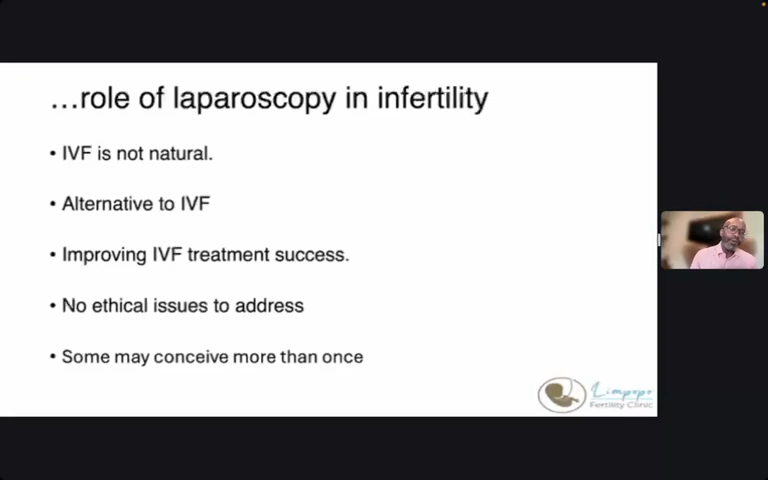 …role of laparoscopy in infertility
• IVF is not natural.
• Alternative to IVF
• Improving IVF treatment success.
• No ethical issues to address
• Some may conceive more than once
Limpopo
Fertility Clinic